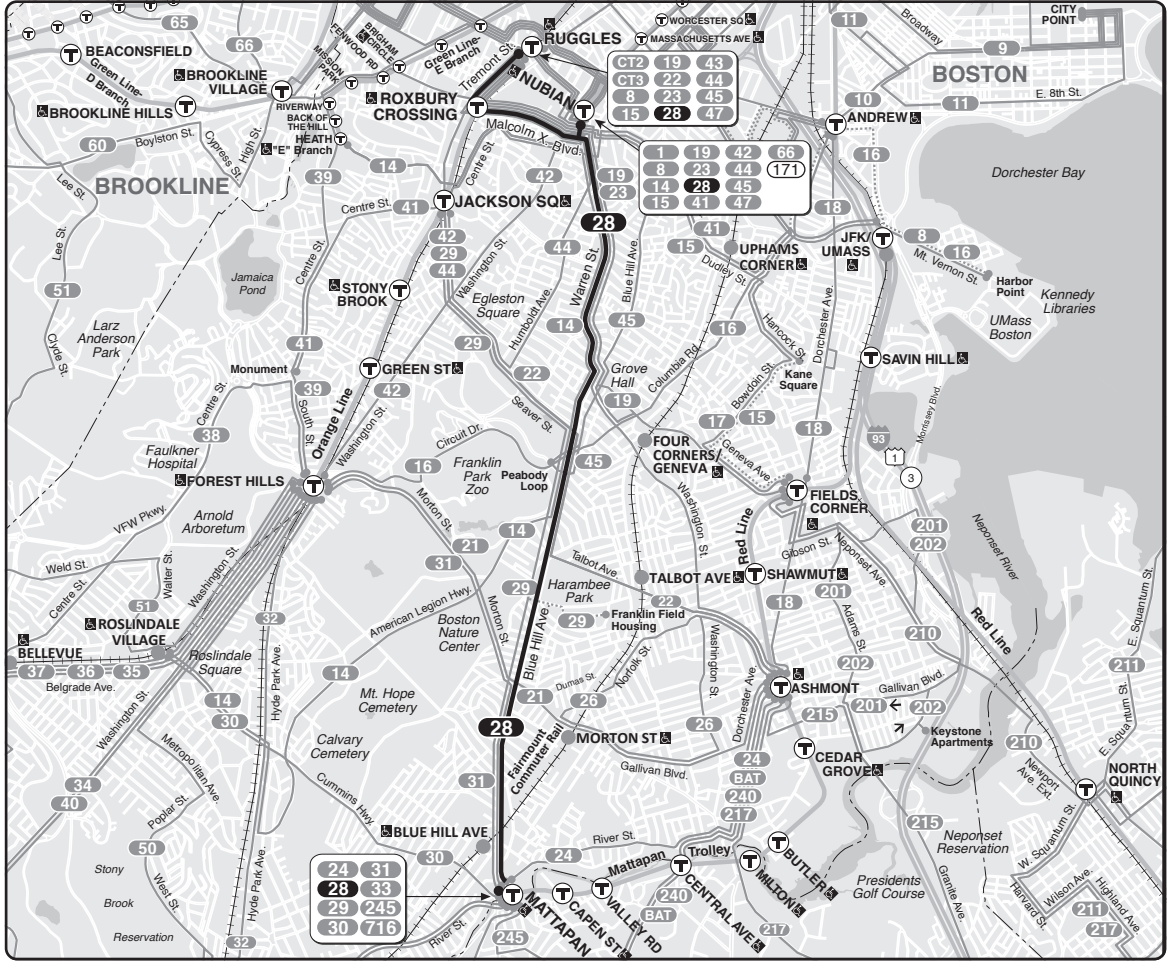 65
66
BEACONSFIELD
Green Line-
D Branch
BROOKLINE
VILLAGE
BROOKLINE HILLS
RIVERWAY
BACK OF
THE HILL
HEATH
"E" Branch
MISSION
PARK
FENWOOD RD
BRIGHAM
CIRCLE
Green Line-
E Branch
Tremont St.
RUGGLES
WORCESTER SQ
MASSACHUSETTS AVE
ROXBURY
CROSSING
NUBIAN
Malcolm X. Blvd.
CT2 19 43
CT3 22 44
8 23 45
15 28 47
1 19 42 66
8 23 44 171
14 28 45
15 41 47
11
Broadway
CITY
POINT
9
BOSTON
10
11
E. 8th St.
ANDREW
16
Dorchester Bay
60
Boylston St.
Cypress St.
High St.
BROOKLINE
Lee St.
Lee St.
51
Clyde St.
Larz
Anderson
Park
Jamaica
Pond
39
14
Centre St.
41
Centre St.
JACKSON SQ
Centre St.
42
29
44
Washington St.
42
19
23
28
44
Warren St.
Blue Hill Ave.
STONY
BROOK
Egleston
Square
Humboldt Ave.
14
45
41
15
Dudley St.
UPHAMS
CORNER
18
JFK/
UMASS
8
16
Mt. Vernon St.
Harbor
Point
Kennedy
Libraries
UMass
Boston
16
Hancock St.
Dorchester Ave.
SAVIN HILL
Kane
Square
Bowdoin St.
15
17
Geneva Ave.
18
93
1
3
Morrissey Blvd.
41
Monument
39
South St.
Centre St.
38
GREEN ST
42
Washington St.
Orange Line
29
22
Seaver St.
Grove
Hall
19
Columbia Rd.
Circuit Dr.
16
Franklin
Park
Zoo
Peabody
Loop
45
FOUR
CORNERS/
GENEVA
Washington St.
FIELDS
CORNER
Faulkner
Hospital
FOREST HILLS
VFW Pkwy.
Arnold
Arboretum
Morton St.
21
31
14
Talbot Ave
Harambee
Park
29
29
Franklin Field
Housing
TALBOT AVE
22
Red Line
SHAWMUT
Gibson St.
Neponset Ave.
201
202
Neponset River
18
201
Adams St.
210
Red Line
Weld St.
Centre St.
Walter St.
51
Washington St.
ROSLINDALE
VILLAGE
BELLEVUE
37
36
35
Belgrade Ave.
Washington St.
Roslindale
Square
14
30
32
Hyde Park Ave.
American Legion Hwy.
14
Boston
Nature
Center
Morton St.
Blue Hill Ave
21
Dumas St.
26
Norfolk St.
Washington St.
26
Dorchester Ave.
ASHMONT
202
Gallivan Blvd.
201
202
215
Keystone
Apartments
E. Squantum St.
211
E. Squantum St.
Mt. Hope
Cemetery
Calvary
Cemetery
28
MORTON ST
Fairmount
Commuter Rail
Gallivan Blvd.
24
BAT
240
217
CEDAR
GROVE
210
Newport
Ave. Ext.
NORTH
QUINCY
Metropolitan Ave.
34
40
Poplar St.
50
West St.
Stony
Brook
Reservation
Cummins Hwy.
31
BLUE HILL AVE
30
Hyde Park Ave.
32
24 31
28 33
29 245
30 716
River St.
24
River St.
245
MATTAPAN
CAPEN ST
VALLEY RD
Mattapan
Trolley
240
BAT
CENTRAL AVE
MILTON
BUTLER
217
Presidents
Golf Course
215
Granite Ave.
Neponset
Reservation
W. Squantum St.
Harvard St.
Wilson Ave.
Highland Ave.
211
217